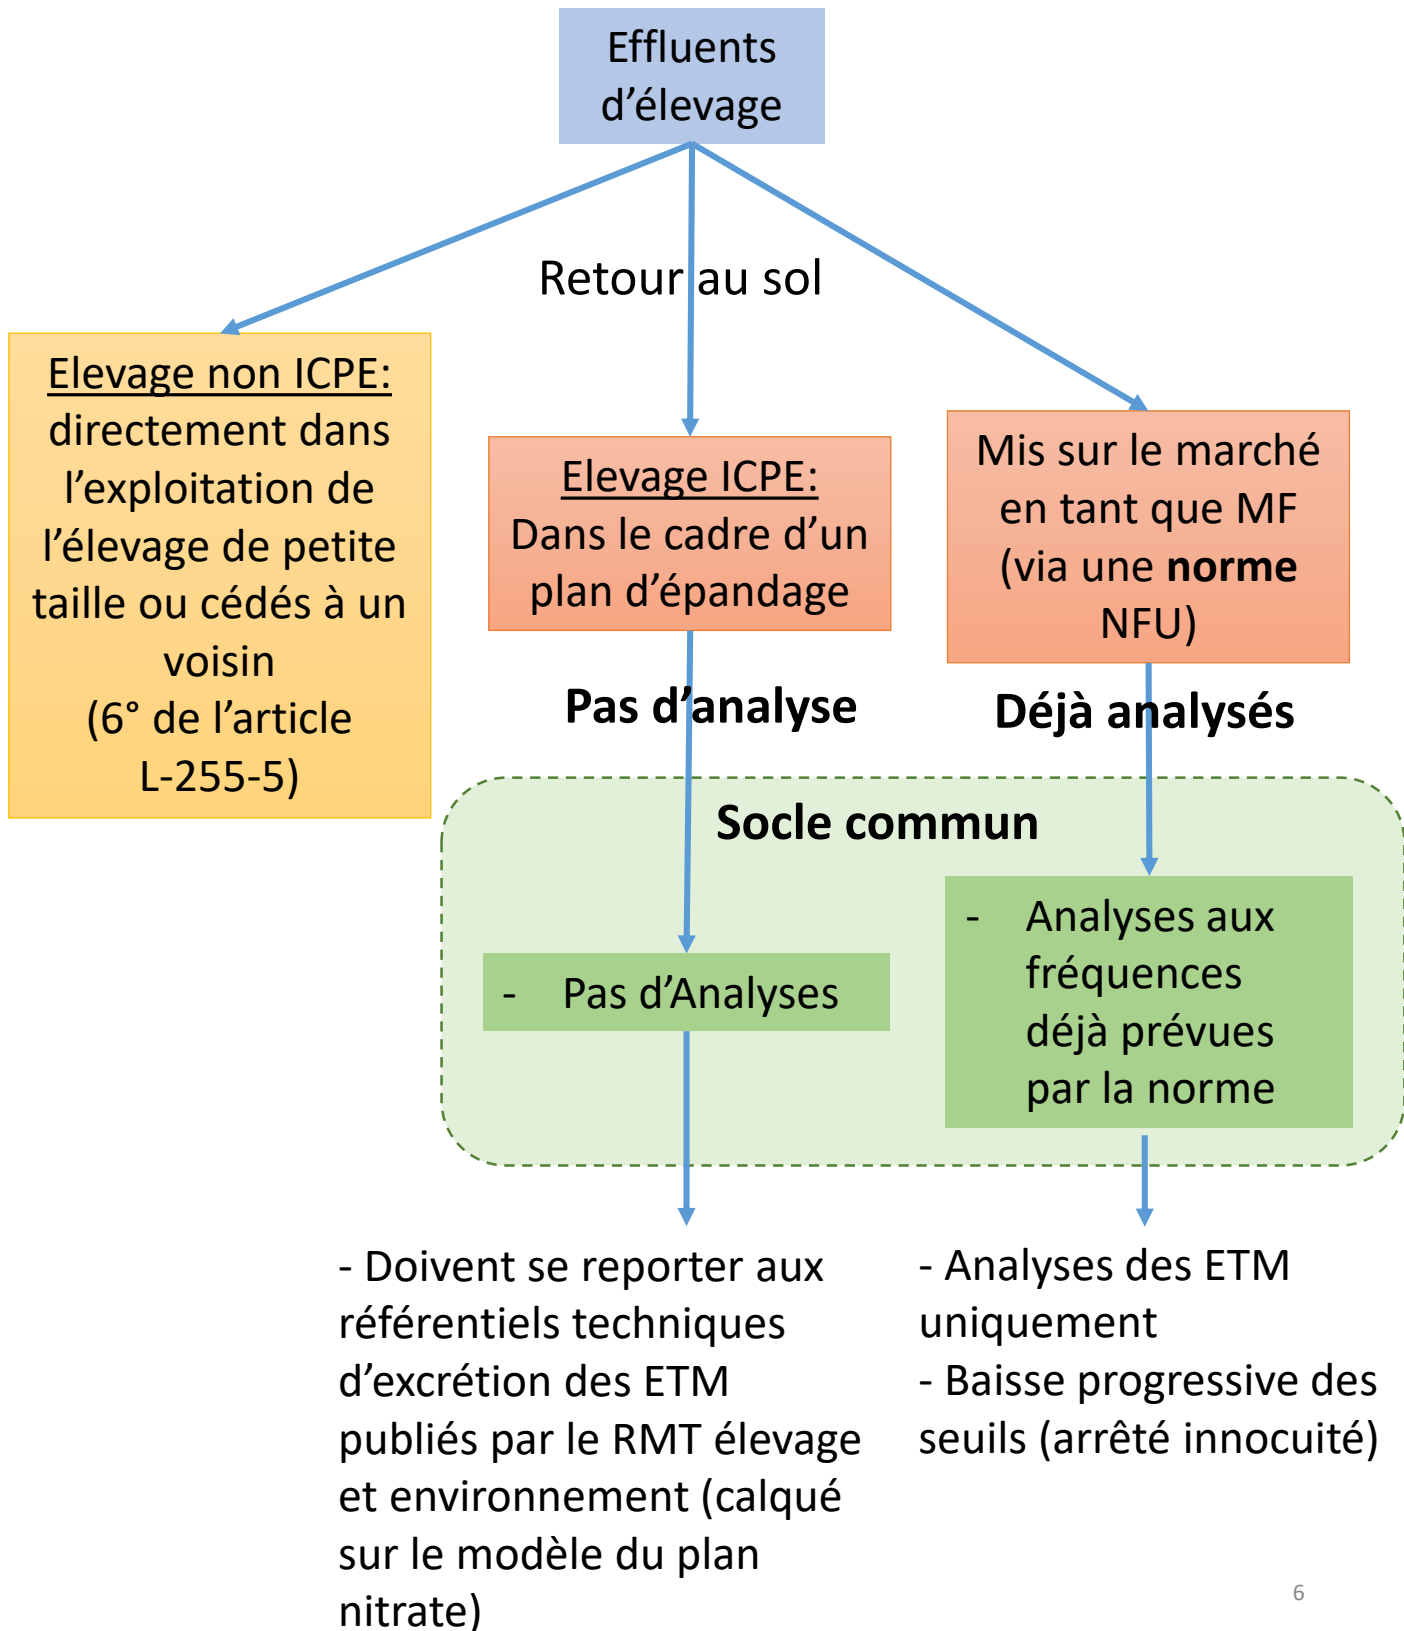 Effluents
d’élevage
Retour au sol
Elevage non ICPE:
directement dans
l’exploitation de
l’élevage de petite
taille ou cédés à un
voisin
(6° de l’article
L-255-5)
Elevage ICPE:
Dans le cadre d’un
plan d’épandage
Mis sur le marché
en tant que MF
(via une norme
NFU)
Pas d’analyse
Déjà analysés
Socle commun
- Pas d’Analyses
- Analyses aux
fréquences
déjà prévues
par la norme
- Doivent se reporter aux
référentiels techniques
d’excrétion des ETM
publiés par le RMT élevage
et environnement (calqué
sur le modèle du plan
nitrate)
- Analyses des ETM
uniquement
- Baisse progressive des
seuils (arrêté innocuité)
6